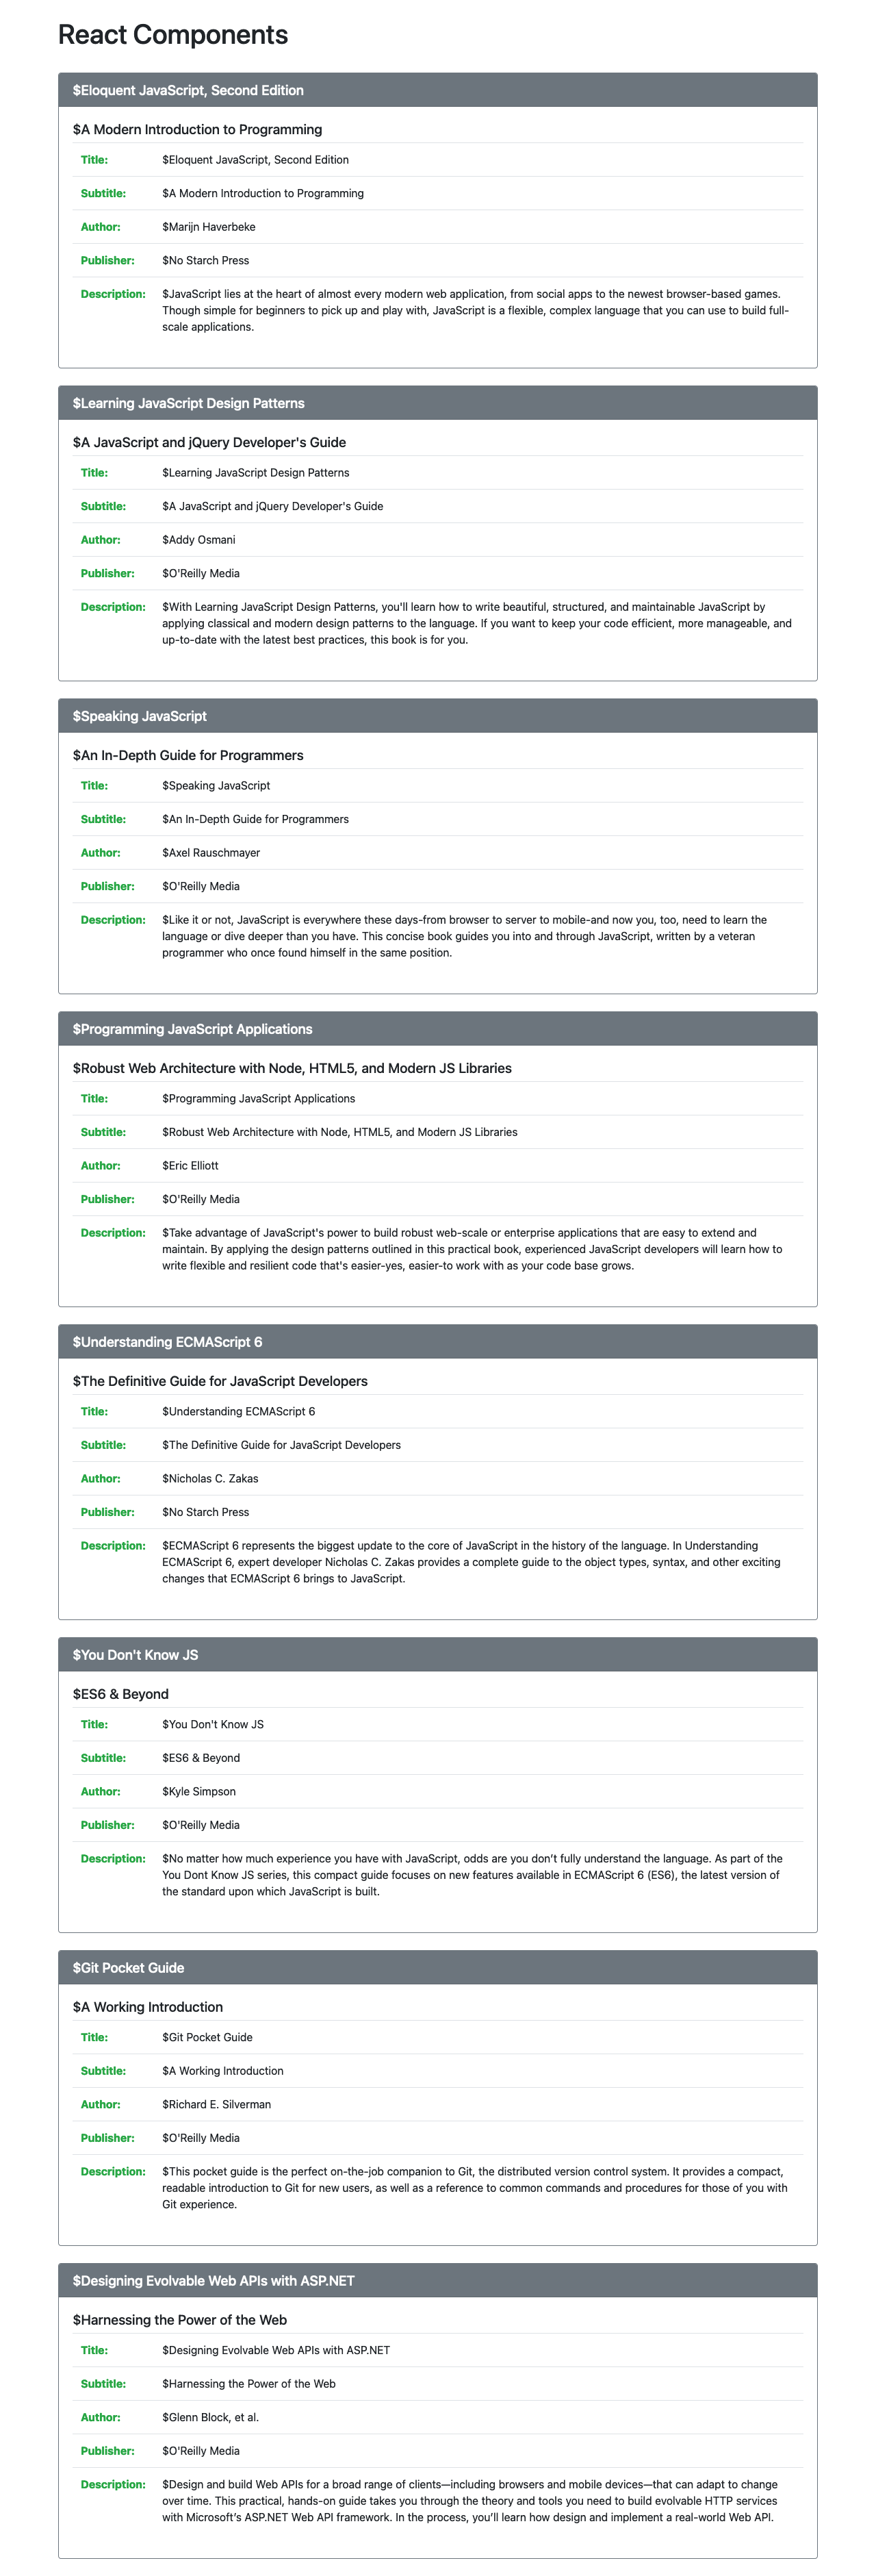 React Components
$Eloquent JavaScript, Second Edition
$A Modern Introduction to Programming
Title: $Eloquent JavaScript, Second Edition
Subtitle: $A Modern Introduction to Programming
Author: $Marijn Haverbeke
Publisher: $No Starch Press
Description: $JavaScript lies at the heart of almost every modern web application, from social apps to the newest browser-based games.
Though simple for beginners to pick up and play with, JavaScript is a flexible, complex language that you can use to build full-
scale applications.
$Learning JavaScript Design Patterns
$A JavaScript and jQuery Developer's Guide
Title: $Learning JavaScript Design Patterns
Subtitle: $A JavaScript and jQuery Developer's Guide
Author: $Addy Osmani
Publisher: $O'Reilly Media
Description: $With Learning JavaScript Design Patterns, you'll learn how to write beautiful, structured, and maintainable JavaScript by
applying classical and modern design patterns to the language. If you want to keep your code efficient, more manageable, and
up-to-date with the latest best practices, this book is for you.
$Speaking JavaScript
$An In-Depth Guide for Programmers
Title: $Speaking JavaScript
Subtitle: $An In-Depth Guide for Programmers
Author: $Axel Rauschmayer
Publisher: $O'Reilly Media
Description: $Like it or not, JavaScript is everywhere these days-from browser to server to mobile-and now you, too, need to learn the
language or dive deeper than you have. This concise book guides you into and through JavaScript, written by a veteran
programmer who once found himself in the same position.
$Programming JavaScript Applications
$Robust Web Architecture with Node, HTML5, and Modern JS Libraries
Title: $Programming JavaScript Applications
Subtitle: $Robust Web Architecture with Node, HTML5, and Modern JS Libraries
Author: $Eric Elliott
Publisher: $O'Reilly Media
Description: $Take advantage of JavaScript's power to build robust web-scale or enterprise applications that are easy to extend and
maintain. By applying the design patterns outlined in this practical book, experienced JavaScript developers will learn how to
write flexible and resilient code that's easier-yes, easier-to work with as your code base grows.
$Understanding ECMAScript 6
$The Definitive Guide for JavaScript Developers
Title: $Understanding ECMAScript 6
Subtitle: $The Definitive Guide for JavaScript Developers
Author: $Nicholas C. Zakas
Publisher: $No Starch Press
Description: $ECMAScript 6 represents the biggest update to the core of JavaScript in the history of the language. In Understanding
ECMAScript 6, expert developer Nicholas C. Zakas provides a complete guide to the object types, syntax, and other exciting
changes that ECMAScript 6 brings to JavaScript.
$You Don't Know JS
$ES6 & Beyond
Title: $You Don't Know JS
Subtitle: $ES6 & Beyond
Author: $Kyle Simpson
Publisher: $O'Reilly Media
Description: $No matter how much experience you have with JavaScript, odds are you don’t fully understand the language. As part of the
You Dont Know JS series, this compact guide focuses on new features available in ECMAScript 6 (ES6), the latest version of
the standard upon which JavaScript is built.
$Git Pocket Guide
$A Working Introduction
Title: $Git Pocket Guide
Subtitle: $A Working Introduction
Author: $Richard E. Silverman
Publisher: $O'Reilly Media
Description: $This pocket guide is the perfect on-the-job companion to Git, the distributed version control system. It provides a compact,
readable introduction to Git for new users, as well as a reference to common commands and procedures for those of you with
Git experience.
$Designing Evolvable Web APIs with ASP.NET
$Harnessing the Power of the Web
Title: $Designing Evolvable Web APIs with ASP.NET
Subtitle: $Harnessing the Power of the Web
Author: $Glenn Block, et al.
Publisher: $O'Reilly Media
Description: $Design and build Web APIs for a broad range of clients—including browsers and mobile devices—that can adapt to change
over time. This practical, hands-on guide takes you through the theory and tools you need to build evolvable HTTP services
with Microsoft’s ASP.NET Web API framework. In the process, you’ll learn how design and implement a real-world Web API.